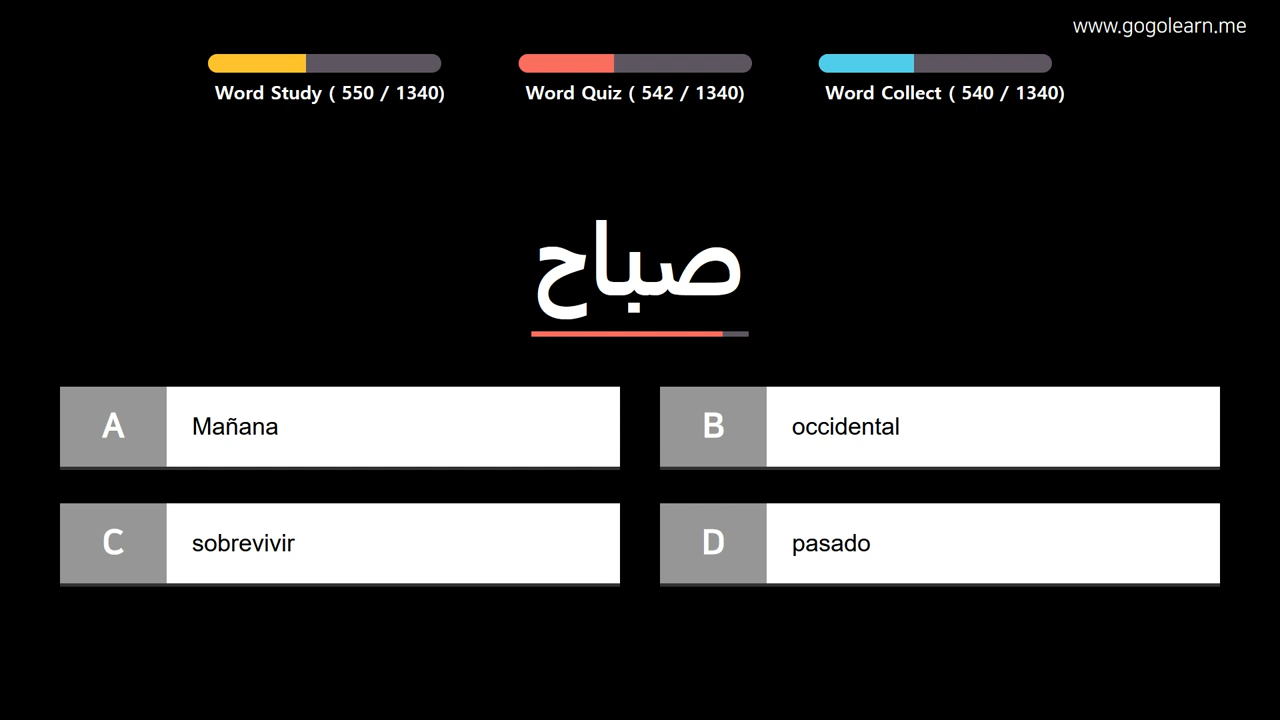 www.gogolearn.me
Word Study ( 550 / 1340)
Word Quiz ( 542 / 1340)
Word Collect ( 540 / 1340)
صباح
A Mañana
B occidental
C sobrevivir
D pasado